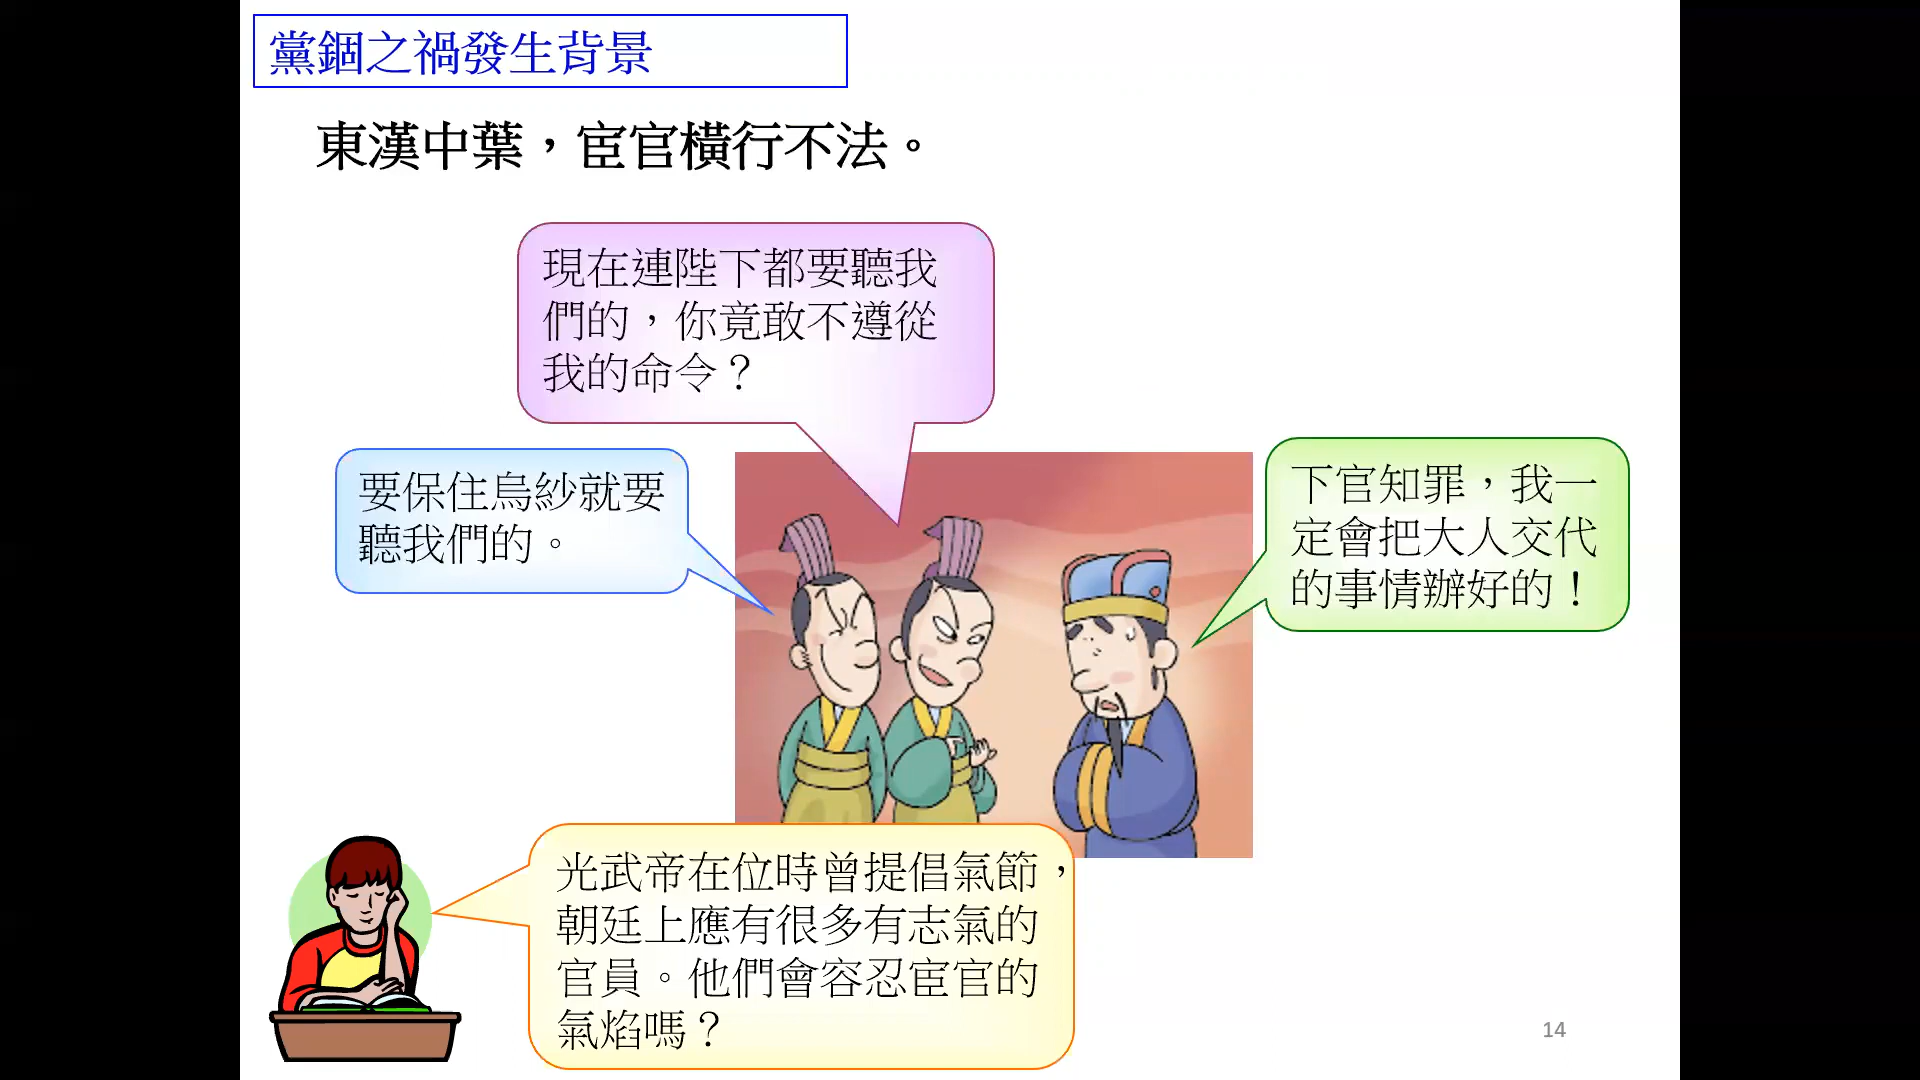 黨錮之禍發生背景
東漢中葉，宦官橫行不法。
現在連陛下都要聽我
們的，你竟敢不遵從
我的命令？
要保住烏紗就要
聽我們的。
下官知罪，我一
定會把大人交代
的事情辦好的！
光武帝在位時曾提倡氣節，
朝廷上應有很多有志氣的
官員。他們會容忍宦官的
氣焰嗎？
14